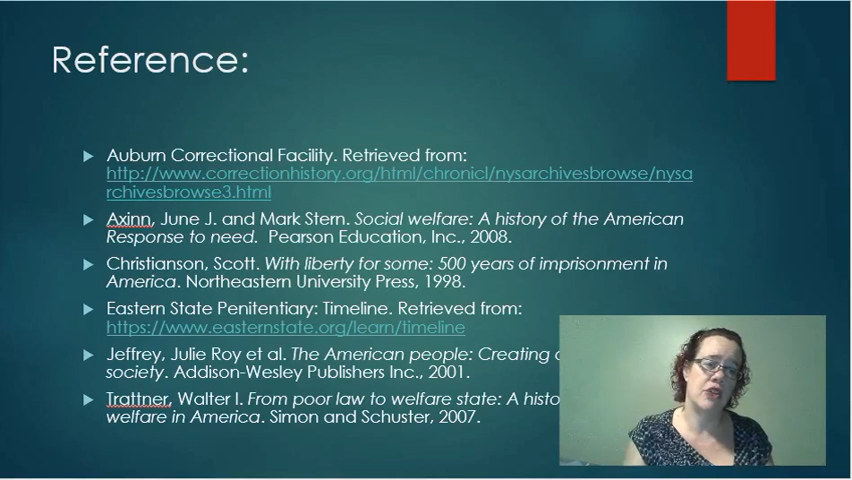 Reference:
Auburn Correctional Facility. Retrieved from:
http://www.correctionhistory.org/html/chronicl/nysarchivesbrowse/nysa
rchivesbrowse3.html
Axinn, June J. and Mark Stern. Social welfare: A history of the American
Response to need. Pearson Education, Inc., 2008.
Christianson, Scott. With liberty for some: 500 years of imprisonment in
America. Northeastern University Press, 1998.
Eastern State Penitentiary: Timeline. Retrieved from:
https://www.easternstate.org/learn/timeline
Jeffrey, Julie Roy et al. The American people: Creating
society. Addison-Wesley Publishers Inc., 2001.
Trattner, Walter I. From poor law to welfare state: A
welfare in America. Simon and Schuster, 2007.